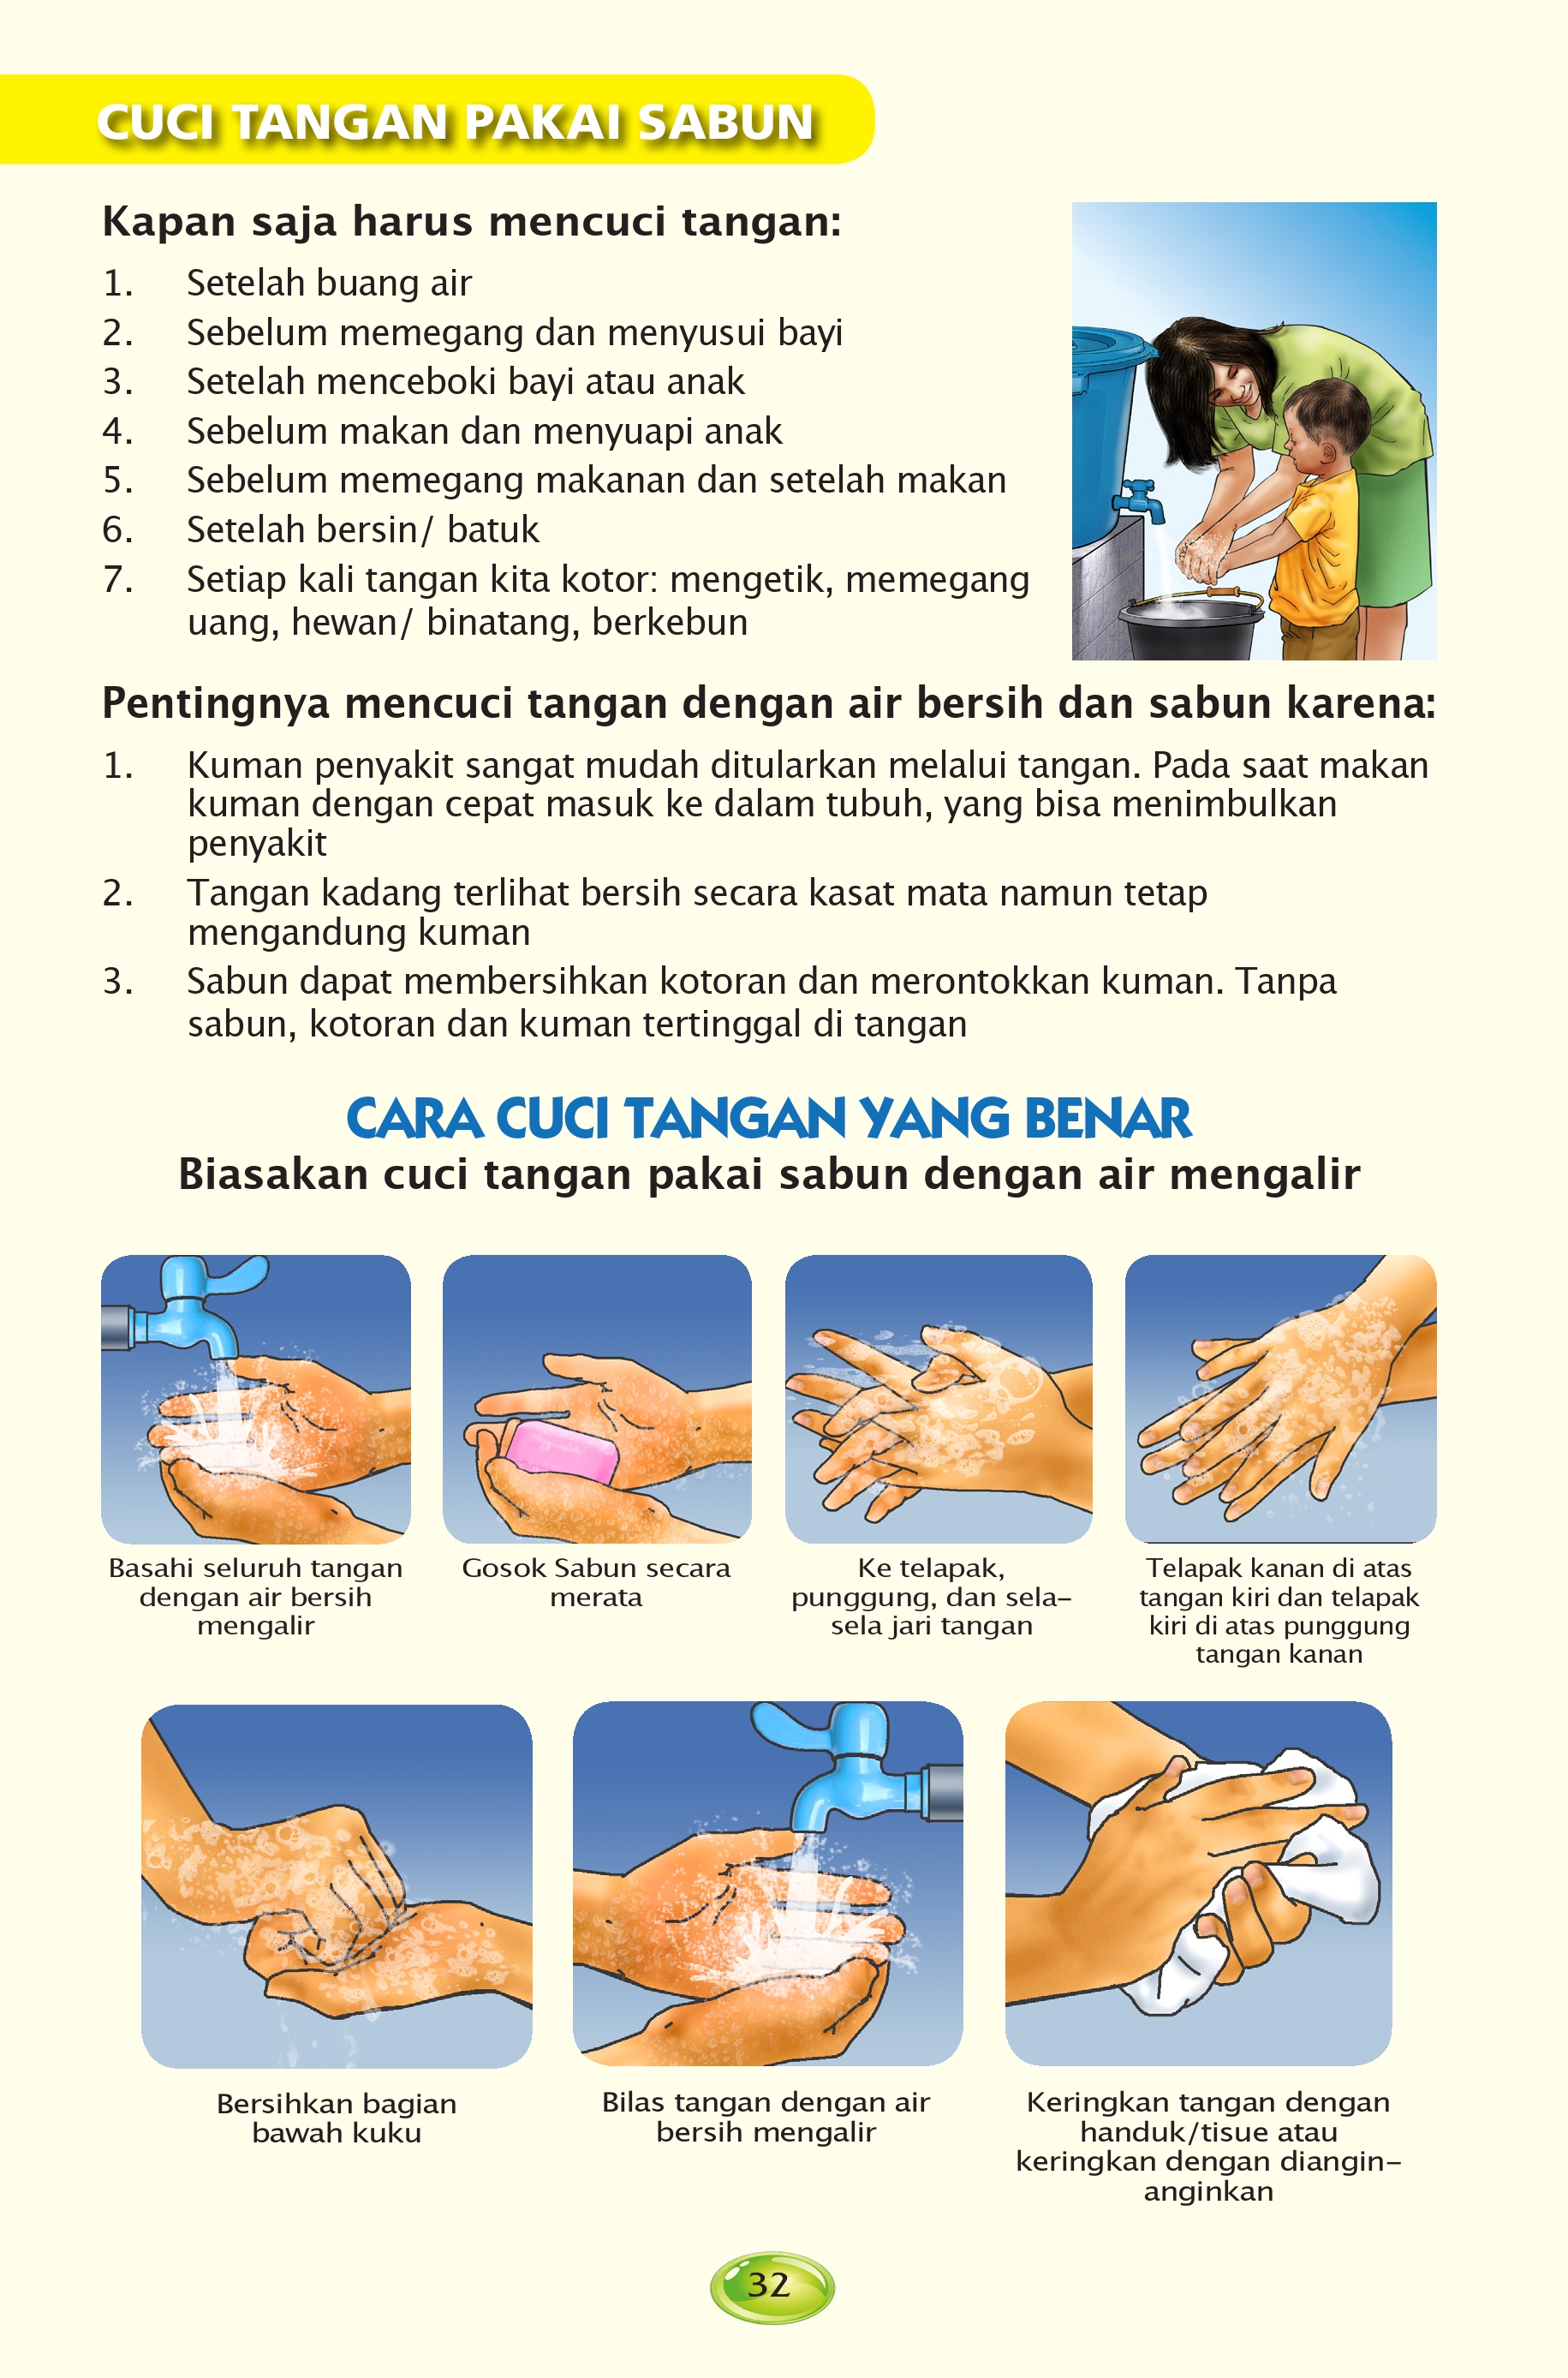 CUCI TANGAN PAKAI SABUN
Kapan saja harus mencuci tangan:
1. Setelah buang air
2. Sebelum memegang dan menyusui bayi
3. Setelah menceboki bayi atau anak
4. Sebelum makan dan menyuapi anak
5. Sebelum memegang makanan dan setelah makan
6. Setelah bersin/ batuk
7. Setiap kali tangan kita kotor: mengetik, memegang
uang, hewan/ binatang, berkebun
Pentingnya mencuci tangan dengan air bersih dan sabun karena:
1. Kuman penyakit sangat mudah ditularkan melalui tangan. Pada saat makan
kuman dengan cepat masuk ke dalam tubuh, yang bisa menimbulkan
penyakit
2. Tangan kadang terlihat bersih secara kasat mata namun tetap
mengandung kuman
3. Sabun dapat membersihkan kotoran dan merontokkan kuman. Tanpa
sabun, kotoran dan kuman tertinggal di tangan
CARA CUCI TANGAN YANG BENAR
Biasakan cuci tangan pakai sabun dengan air mengalir
Basahi seluruh tangan
dengan air bersih
mengalir
Gosok Sabun secara
merata
Ke telapak,
punggung, dan sela-
sela jari tangan
Telapak kanan di atas
tangan kiri dan telapak
kiri di atas punggung
tangan kanan
Bersihkan bagian
bawah kuku
Bilas tangan dengan air
bersih mengalir
Keringkan tangan dengan
handuk/tisue atau
keringkan dengan diangin-
anginkan
32